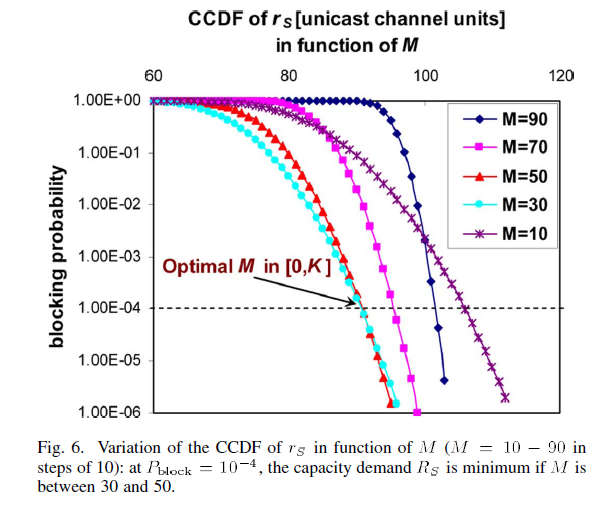 CCDF of rS [unicast channel units]
in function of M
60 80 100 120
1.00E+00
1.00E-01
1.00E-02
1.00E-03
1.00E-04
1.00E-05
1.00E-06
blocking probability
M=90
M=70
M=50
M=30
M=10
Optimal M in [0,K]
Fig. 6. Variation of the CCDF of rS in function of M (M = 10 – 90 in
steps of 10): at Pblock = 10−4, the capacity demand RS is minimum if M is
between 30 and 50.